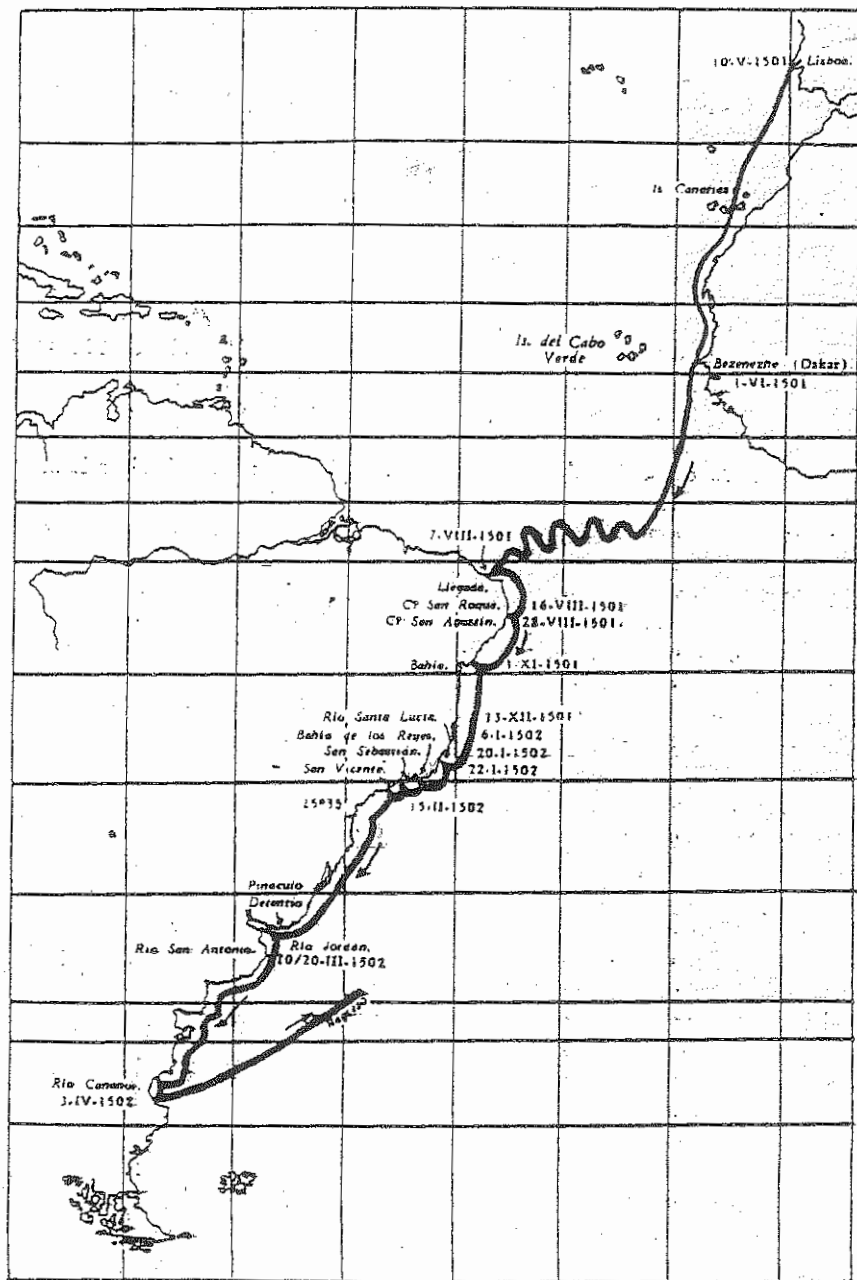 10-V-1501 Lisboa.
Is Canarias
Is. del Cabo
Verde
Bezeneghe (Dakar)
1-VI-1501
7-VIII-1501
Llegada.
Cº San Roque. 16-VIII-1501
Cº San Agustín. 28-VIII-1501.
Bahía. 1-XI-1501
Río Santa Lucía. 13-XII-1501
Bahía de los Reyes. 6-I-1502
San Sebastián. 20-I-1502
San Vicente. 22-I-1502
25º35 15-II-1502
Pinaculo
Detentio
Río San Antonio. Río Jordán.
10/20-III-1502
Río Cananor.
3-IV-1502